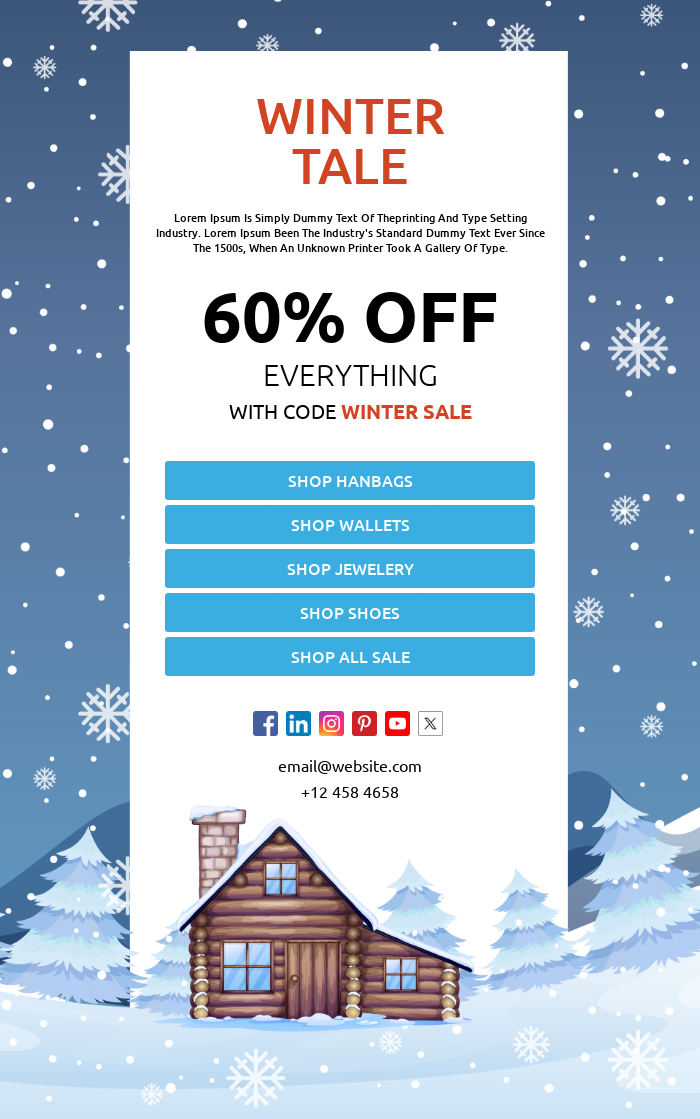 WINTER
TALE
Lorem Ipsum Is Simply Dummy Text Of Theprinting And Type Setting
Industry. Lorem Ipsum Been The Industry's Standard Dummy Text Ever Since
The 1500s, When An Unknown Printer Took A Gallery Of Type.
60% OFF
EVERYTHING
WITH CODE WINTER SALE
SHOP HANBAGS
SHOP WALLETS
SHOP JEWELERY
SHOP SHOES
SHOP ALL SALE
email@website.com
+12 458 4658